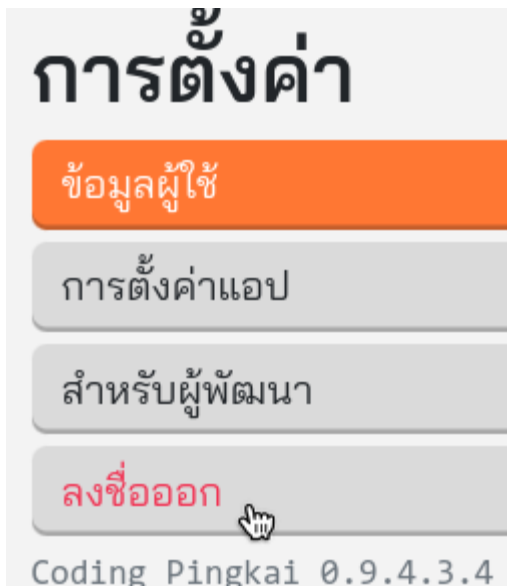 การตั้งค่า
ข้อมูลผู้ใช้
การตั้งค่าแอป
สำหรับผู้พัฒนา
ลงชื่อออก
Coding Pingkai 0.9.4.3.4